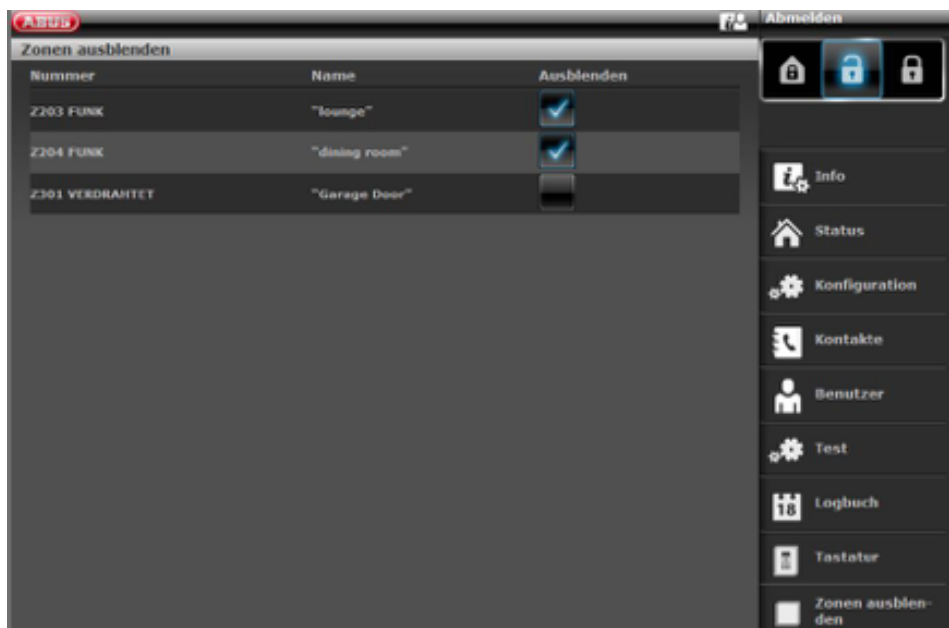 ABUS
Abmelden
Zonen ausblenden
Nummer Name Ausblenden
Z203 FUNK "lounge"
Z204 FUNK "dining room"
Z301 VERDRAHTET "Garage Door"
Info
Status
Konfiguration
Kontakte
Benutzer
Test
18 Logbuch
Tastatur
Zonen ausblen-
den